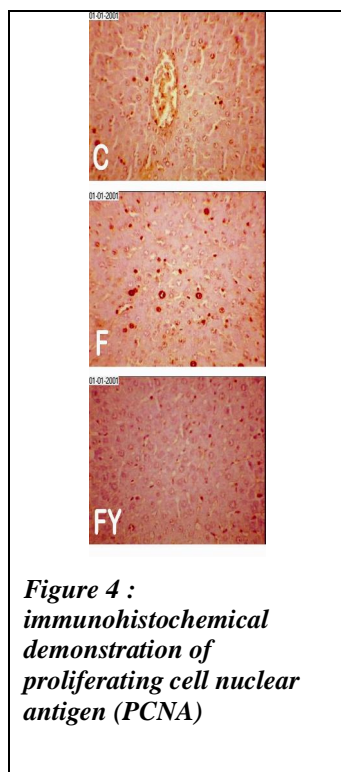 01-01-2001
C
01-01-2001
F
01-01-2001
FY
Figure 4 :
immunohistochemical
demonstration of
proliferating cell nuclear
antigen (PCNA)